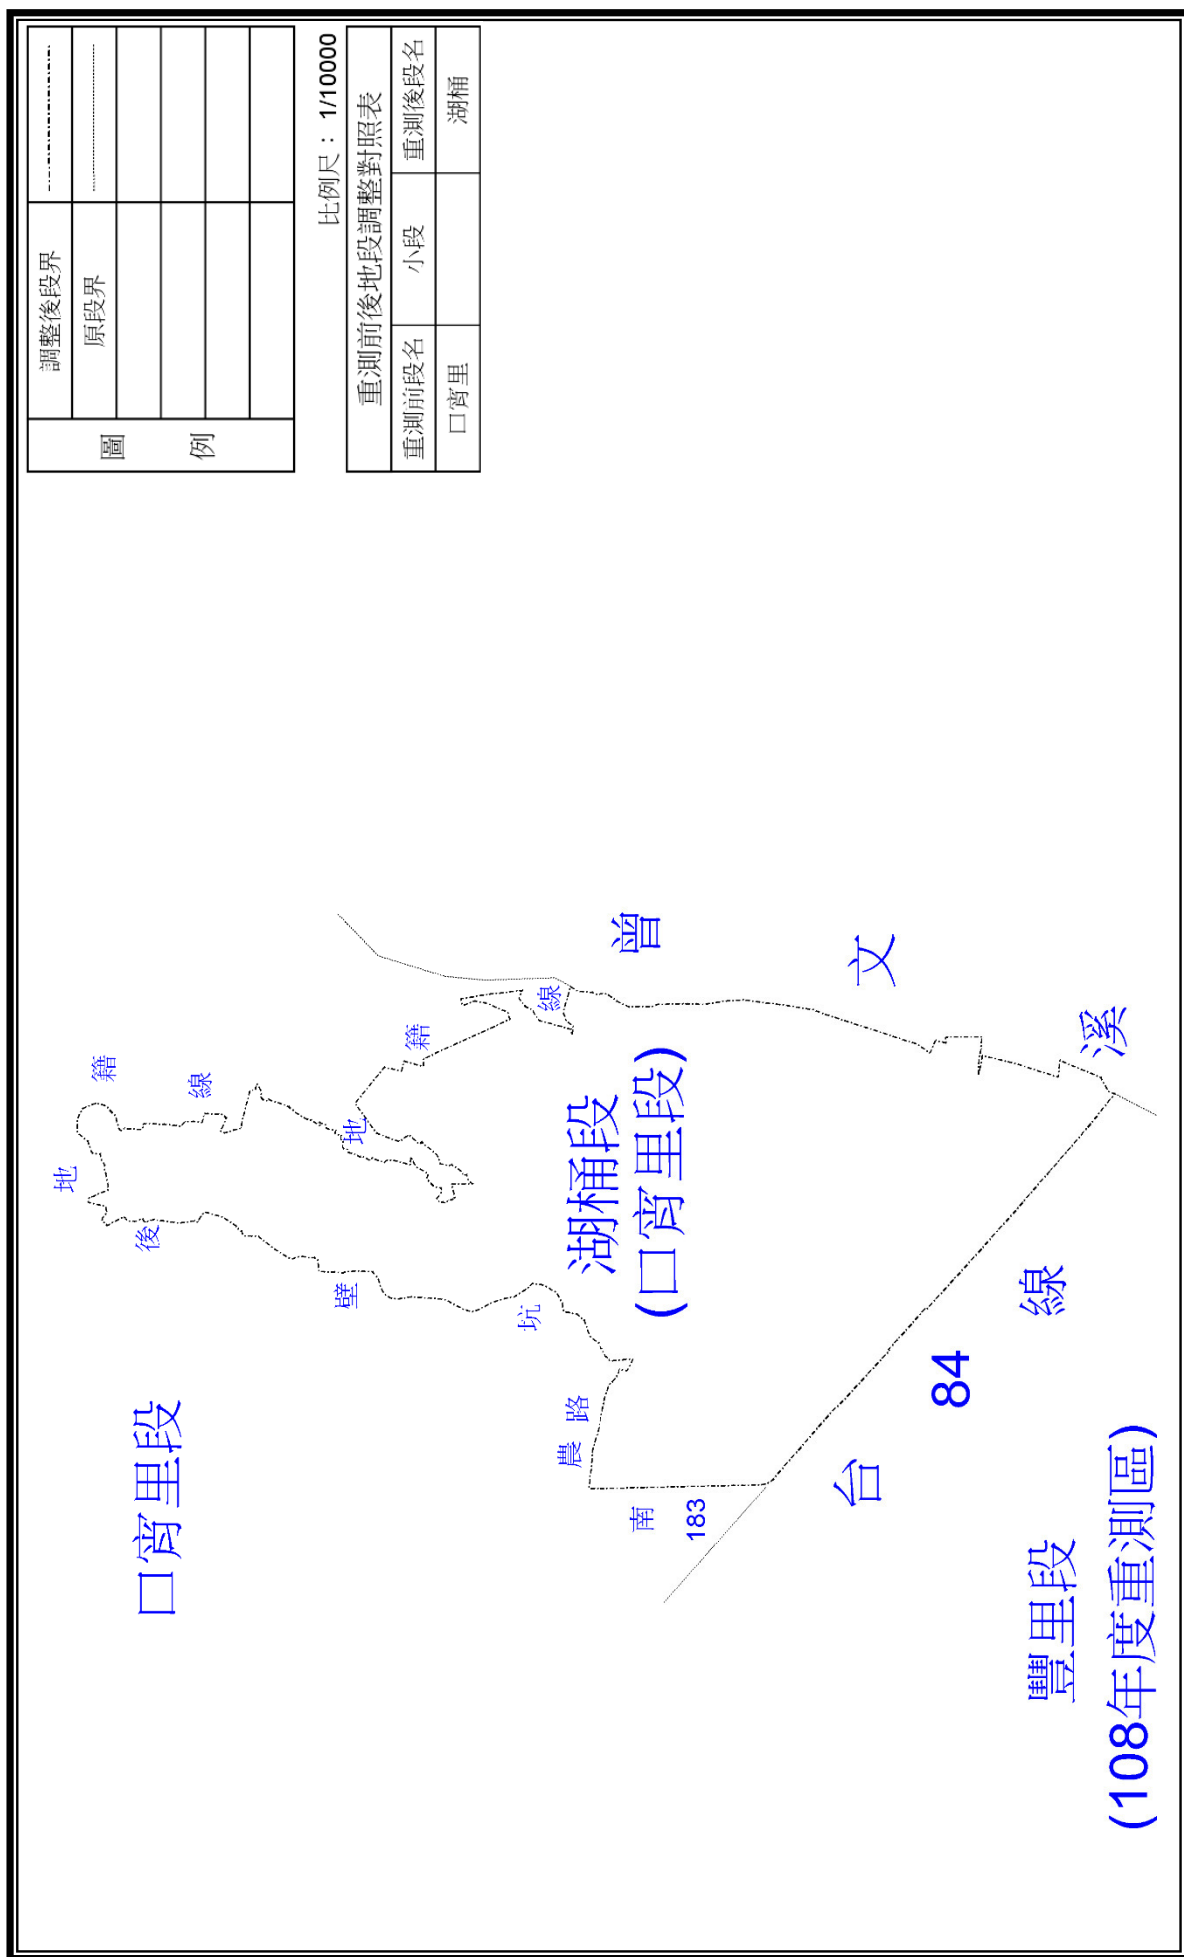 圖例
調整後段界
原段界
比例尺：1/10000
重測前後地段調整對照表
重測前段名 小段 重測後段名
口宵里 湖桶
口宵里段
後壁坑
農路
南
183
地籍線
地籍線
湖桶段
(口宵里段)
曾文溪
台84線
豐里段
(108年度重測區)